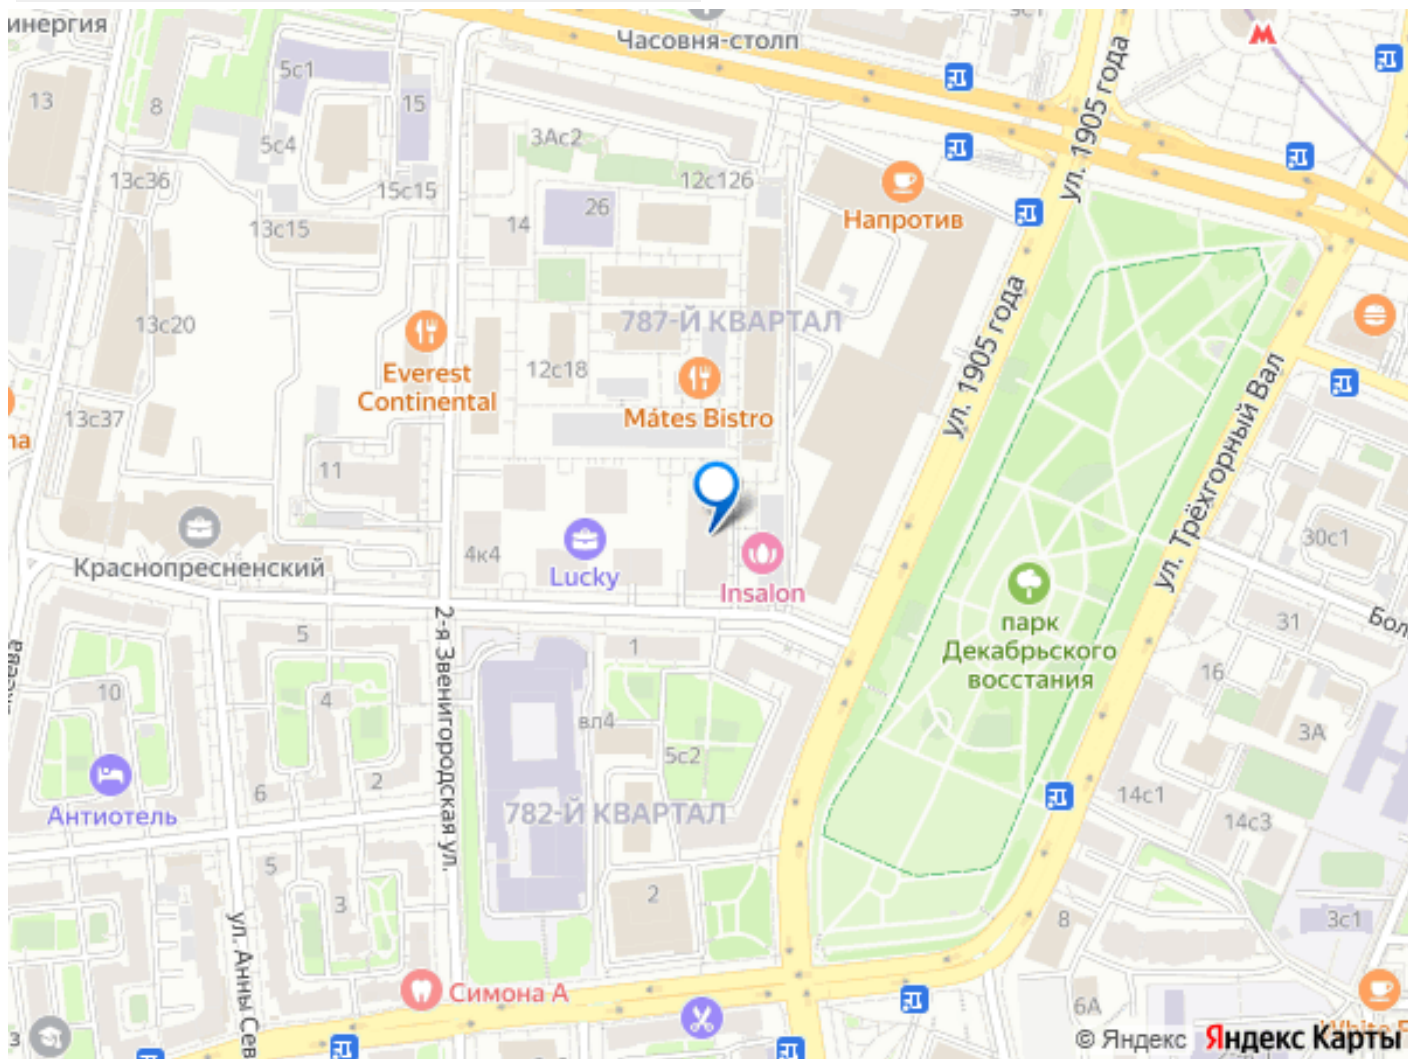 инергия
Часовня-столп
5с1
13
8
15
ул. 1905 года
5с4
3Ас2
13с36
15с15
12с126
26
Напротив
13с15
14
787-Й КВАРТАЛ
13с20
ул. 1905 года
Everest
Continental
12с18
Mátes Bistro
13с37
па
11
ул. Трёхгорный Вал
4к4
Lucky
Insalon
Краснопресненский
30с1
парк
Декабрьского
восстания
31
Бол
5
1
16
2-я Звенигородская ул.
10
4
вл4
5с2
3А
Антиотель
6
2
782-Й КВАРТАЛ
14с1
14с3
5
3
2
8
3с1
ул. Анны Сев
Симона А
6А
3
© Яндекс
Яндекс Карты